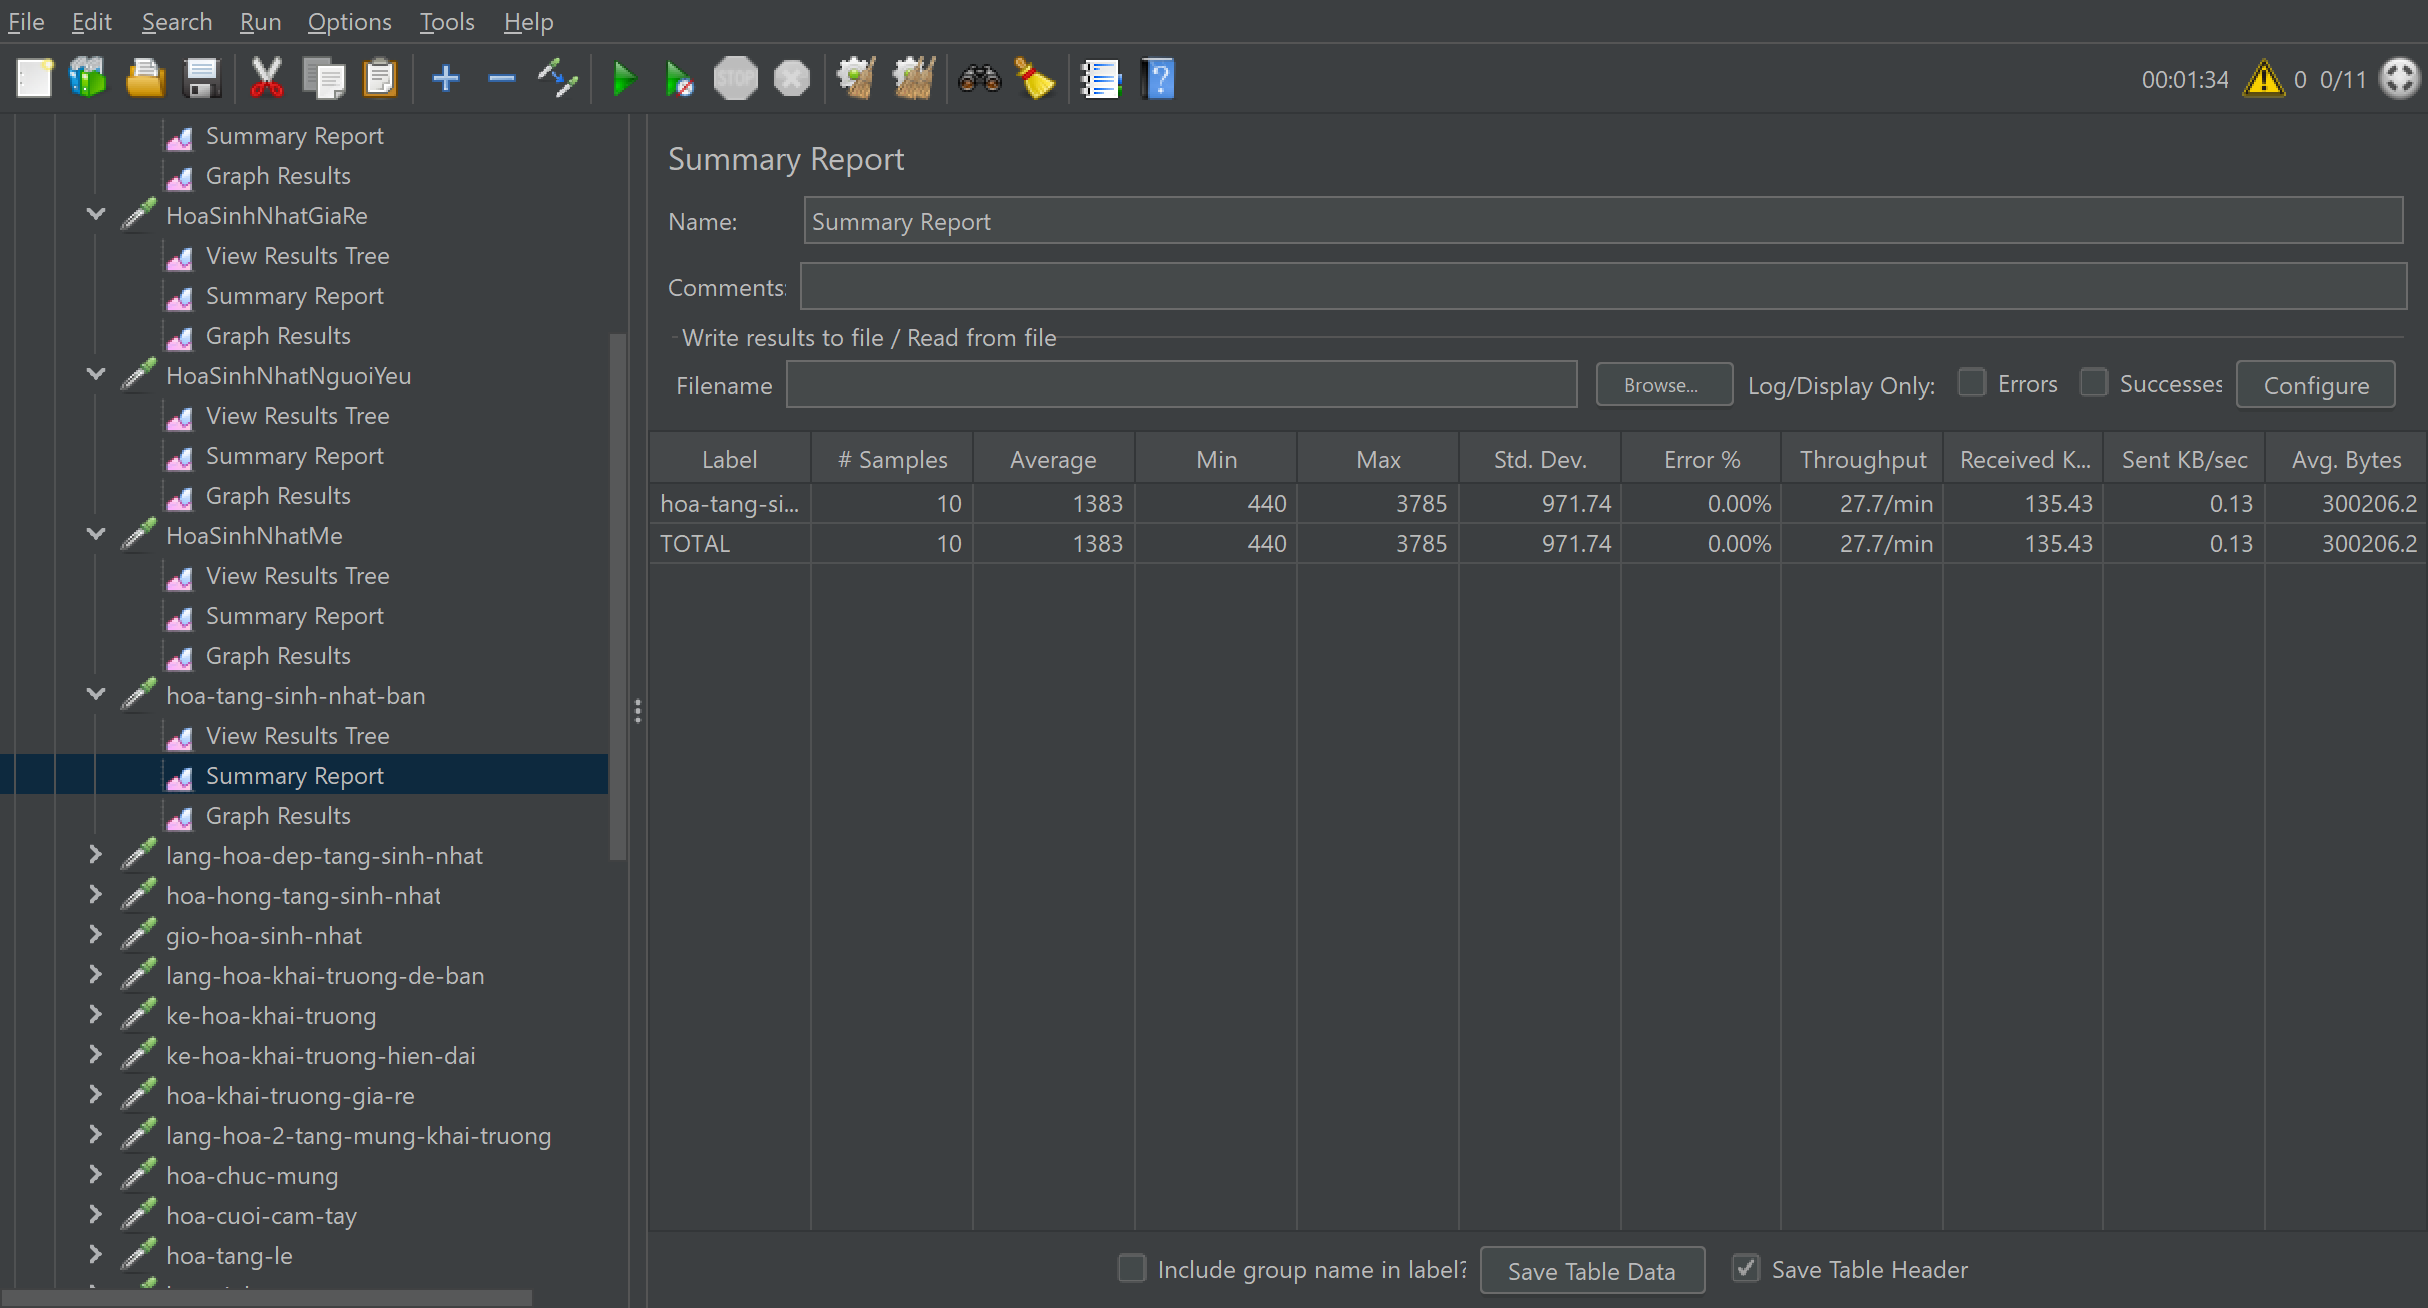 File Edit Search Run Options Tools Help
STOP
00:01:34 0 0/11
Summary Report
Graph Results
HoaSinhNhatGiaRe
View Results Tree
Summary Report
Graph Results
HoaSinhNhatNguoiYeu
View Results Tree
Summary Report
Graph Results
HoaSinhNhatMe
View Results Tree
Summary Report
Graph Results
hoa-tang-sinh-nhat-ban
View Results Tree
Summary Report
Graph Results
lang-hoa-dep-tang-sinh-nhat
hoa-hong-tang-sinh-nhat
gio-hoa-sinh-nhat
lang-hoa-khai-truong-de-ban
ke-hoa-khai-truong
ke-hoa-khai-truong-hien-dai
hoa-khai-truong-gia-re
lang-hoa-2-tang-mung-khai-truong
hoa-chuc-mung
hoa-cuoi-cam-tay
hoa-tang-le
Summary Report
Name: Summary Report
Comments:
Write results to file / Read from file
Filename Browse... Log/Display Only: Errors Successes Configure
Label # Samples Average Min Max Std. Dev. Error % Throughput Received K... Sent KB/sec Avg. Bytes
hoa-tang-si... 10 1383 440 3785 971.74 0.00% 27.7/min 135.43 0.13 300206.2
TOTAL 10 1383 440 3785 971.74 0.00% 27.7/min 135.43 0.13 300206.2
Include group name in label? Save Table Data Save Table Header